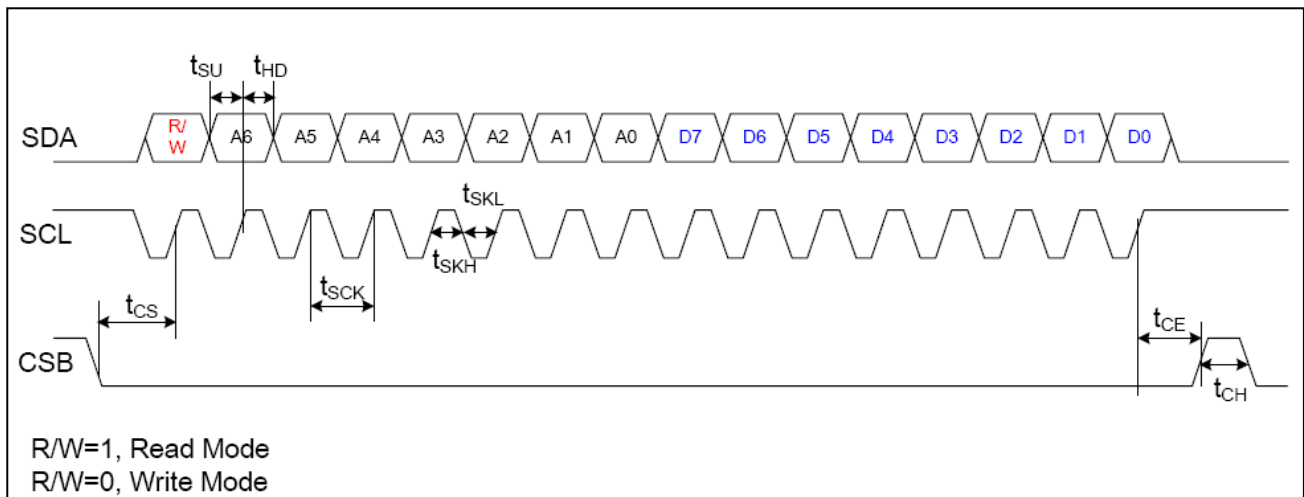 tSU tHD
SDA R/W A6 A5 A4 A3 A2 A1 A0 D7 D6 D5 D4 D3 D2 D1 D0
tSKL
SCL
tSKH
tSCK
tCS
tCE
CSB
tCH
R/W=1, Read Mode
R/W=0, Write Mode